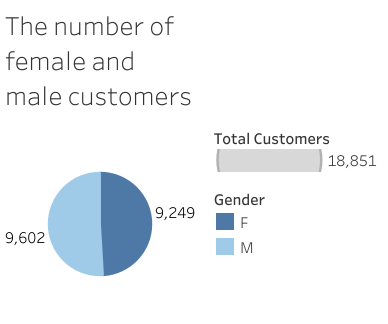 The number of
female and
male customers
Total Customers
18,851
Gender
F
M
9,249
9,602